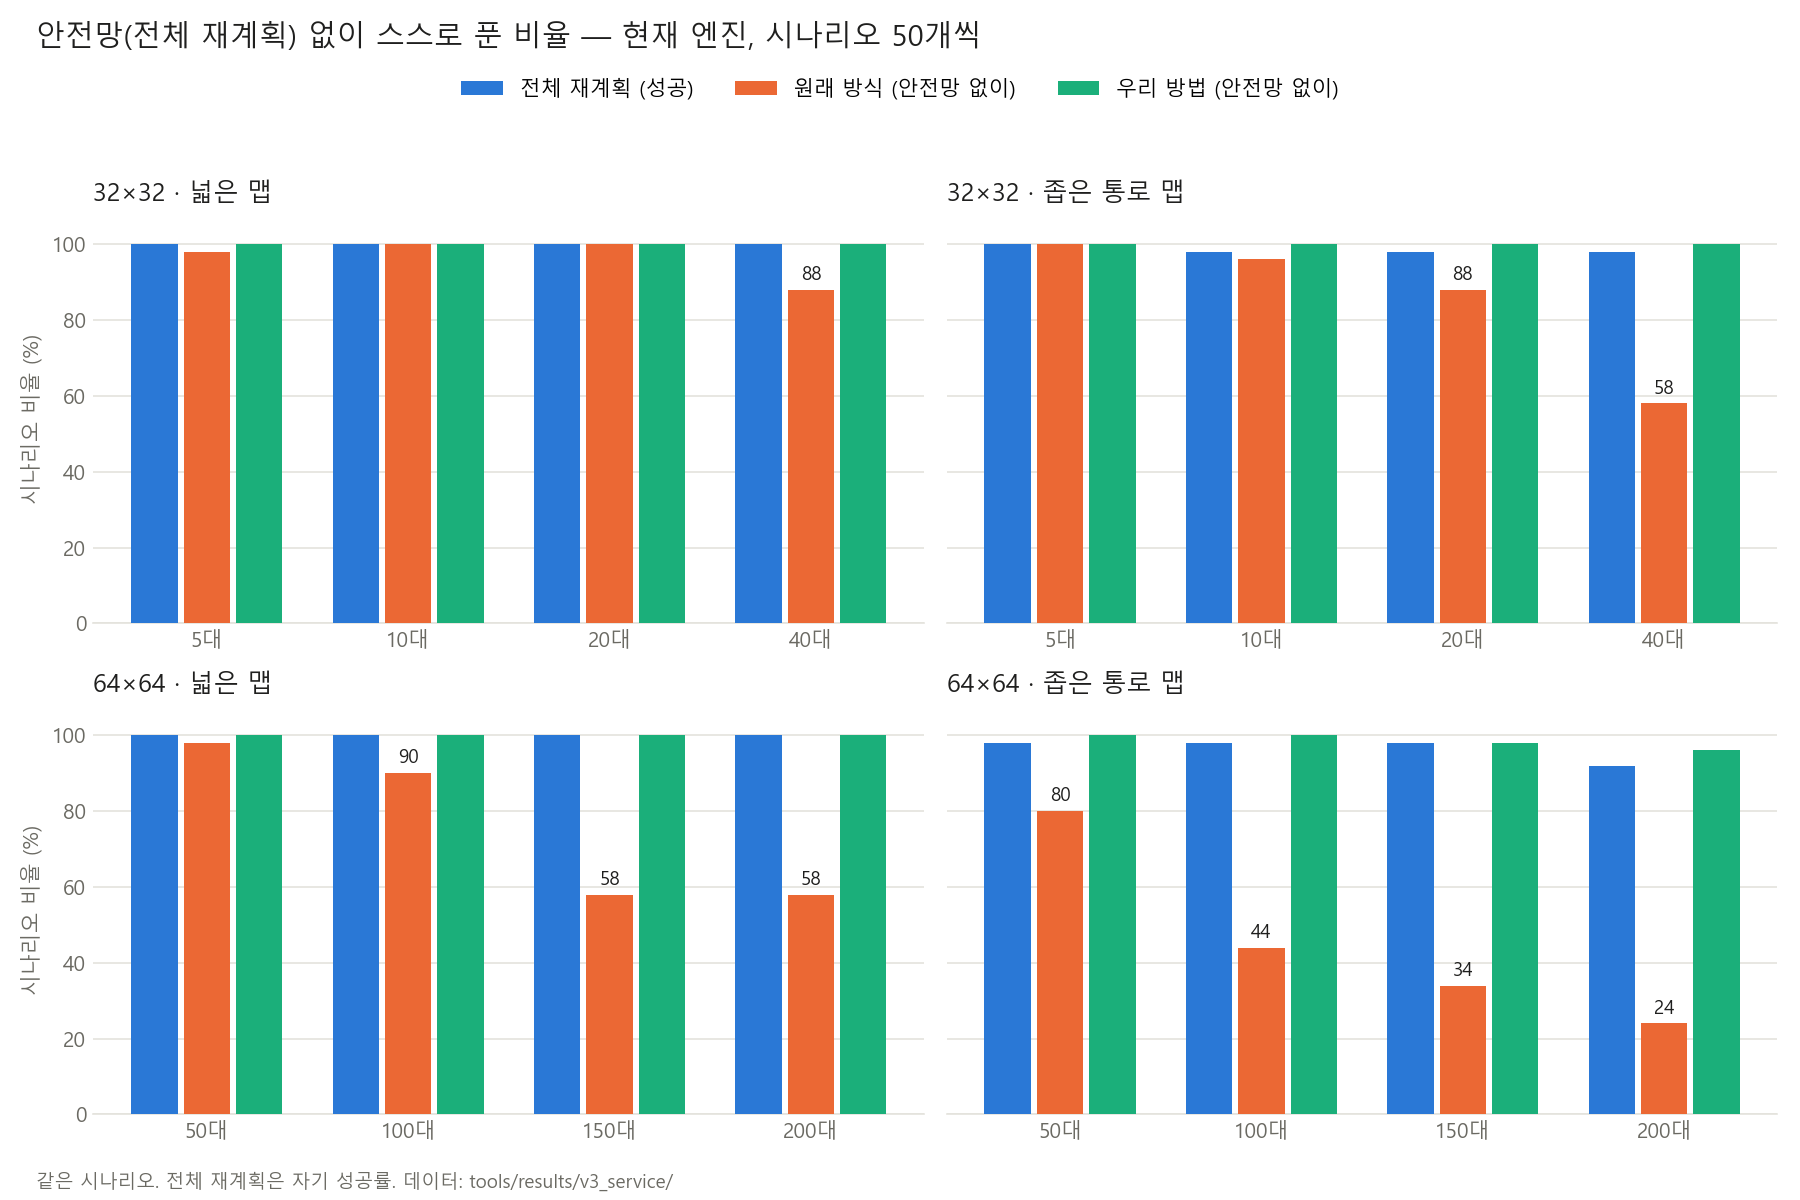 안전망(전체 재계획) 없이 스스로 푼 비율 — 현재 엔진, 시나리오 50개씩
전체 재계획 (성공)
원래 방식 (안전망 없이)
우리 방법 (안전망 없이)
32×32 · 넓은 맵
시나리오 비율 (%)
100
80
60
40
20
0
88
5대
10대
20대
40대
32×32 · 좁은 통로 맵
88
58
5대
10대
20대
40대
64×64 · 넓은 맵
시나리오 비율 (%)
100
80
60
40
20
0
90
58
58
50대
100대
150대
200대
64×64 · 좁은 통로 맵
80
44
34
24
50대
100대
150대
200대
같은 시나리오. 전체 재계획은 자기 성공률. 데이터: tools/results/v3_service/